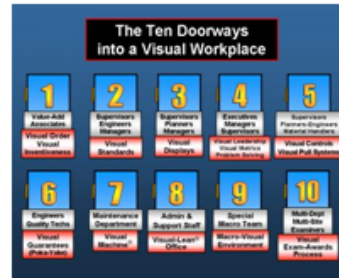 The Ten Doorways
into a Visual Workplace
1
Value-Add
Associates
Visual Order
Visual
Inventiveness
2
Supervisors
Engineers
Managers
Visual
Standards
3
Supervisors
Planners
Managers
Visual
Displays
4
Executives
Managers
Supervisors
Visual Leadership
Visual Metrics
Problem Solving
5
Supervisors
Planners-Engineers
Material Handlers
Visual Controls
Visual Pull Systems
6
Engineers
Quality Techs
Visual
Guarantees
(Poka-Yoke)
7
Maintenance
Department
Visual
Machine®
8
Admin &
Support Staff
Visual-Lean®
Office
9
Special
Macro Team
Macro-Visual
Environment
10
Multi-Dept
Multi-Site
Examiners
Visual
Exam-Awards
Process